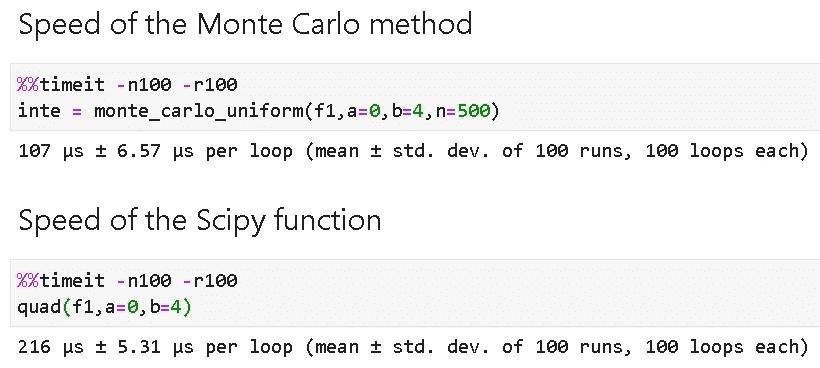 Speed of the Monte Carlo method
%%timeit -n100 -r100
inte = monte_carlo_uniform(f1,a=0,b=4,n=500)
107 µs ± 6.57 µs per loop (mean ± std. dev. of 100 runs, 100 loops each)
Speed of the Scipy function
%%timeit -n100 -r100
quad(f1,a=0,b=4)
216 µs ± 5.31 µs per loop (mean ± std. dev. of 100 runs, 100 loops each)